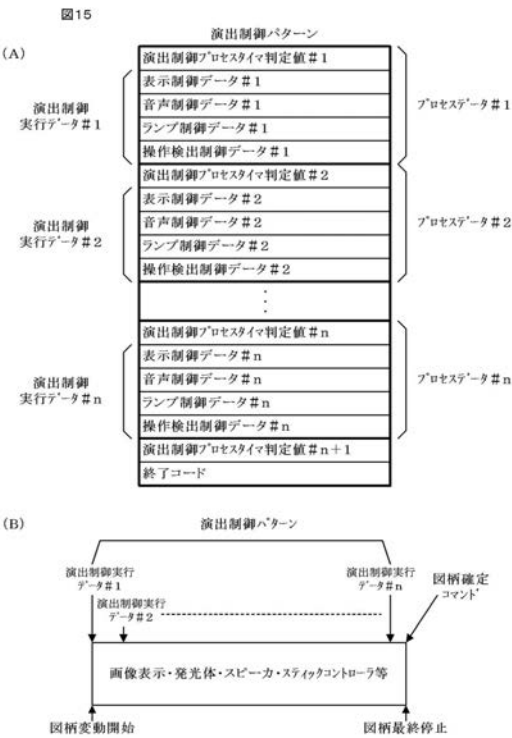 図15
演出制御パターン
(A)
演出制御プロセスタイマ判定値#1
表示制御データ#1
音声制御データ#1
ランプ制御データ#1
操作検出制御データ#1
演出制御
実行データ#1
プロセスデータ#1
演出制御プロセスタイマ判定値#2
表示制御データ#2
音声制御データ#2
ランプ制御データ#2
操作検出制御データ#2
演出制御
実行データ#2
プロセスデータ#2
⋮
演出制御プロセスタイマ判定値#n
表示制御データ#n
音声制御データ#n
ランプ制御データ#n
操作検出制御データ#n
演出制御
実行データ#n
プロセスデータ#n
演出制御プロセスタイマ判定値#n+1
終了コード
(B)
演出制御パターン
演出制御実行
データ#1
演出制御実行
データ#2
演出制御実行
データ#n
図柄確定
コマンド
画像表示・発光体・スピーカ・スティックコントローラ等
図柄変動開始
図柄最終停止